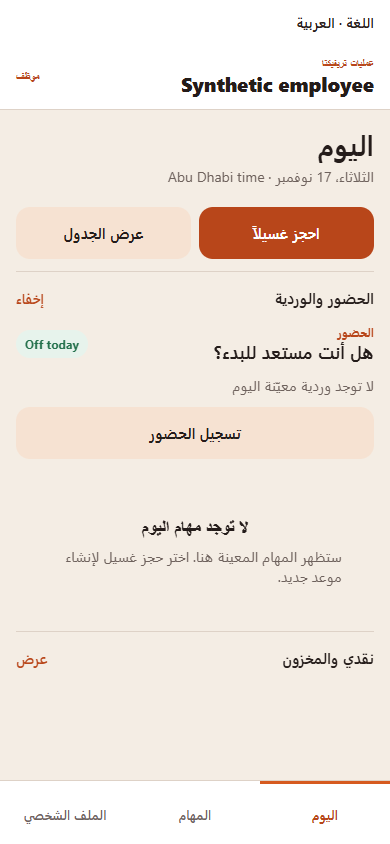 اللغة · العربية
عمليات تريفيكتا
موظف
Synthetic employee
اليوم
الثلاثاء، 17 نوفمبر · Abu Dhabi time
احجز غسيلاً
عرض الجدول
الحضور والوردية
إخفاء
الحضور
هل أنت مستعد للبدء؟
Off today
لا توجد وردية معيّنة اليوم
تسجيل الحضور
لا توجد مهام اليوم
ستظهر المهام المعينة هنا. اختر حجز غسيل لإنشاء
موعد جديد.
نقدي والمخزون
عرض
اليوم
المهام
الملف الشخصي